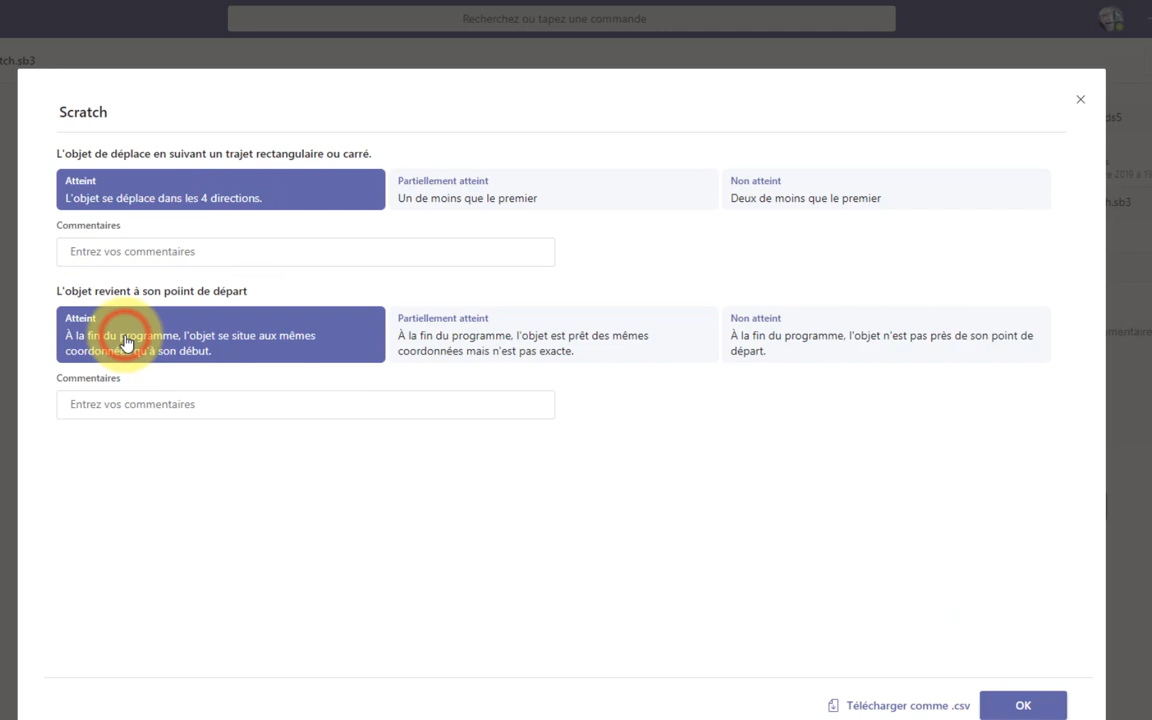 Recherchez ou tapez une commande
tch.sb3
Scratch
ds5
L'objet de déplace en suivant un trajet rectangulaire ou carré.
e 2019 à 1
Atteint
Partiellement atteint
Non atteint
L'objet se déplace dans les 4 directions.
Un de moins que le premier
Deux de moins que le premier
h.sb3
Commentaires
Entrez vos commentaires
L'objet revient à son poiint de départ
Atteint
Partiellement atteint
Non atteint
À la fin du programme, l'objet se situe aux mêmes
coordonnées qu'à son début.
À la fin du programme, l'objet est prêt des mêmes
coordonnées mais n'est pas exacte.
À la fin du programme, l'objet n'est pas près de son point de
départ.
mentaire
Commentaires
Entrez vos commentaires
Télécharger comme .csv
OK